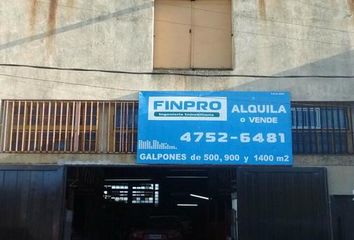 FINPRO
Ingeniería Inmobiliaria
ALQUILA
o VENDE
4752-6481
GALPONES de 500, 900 y 1400 m2